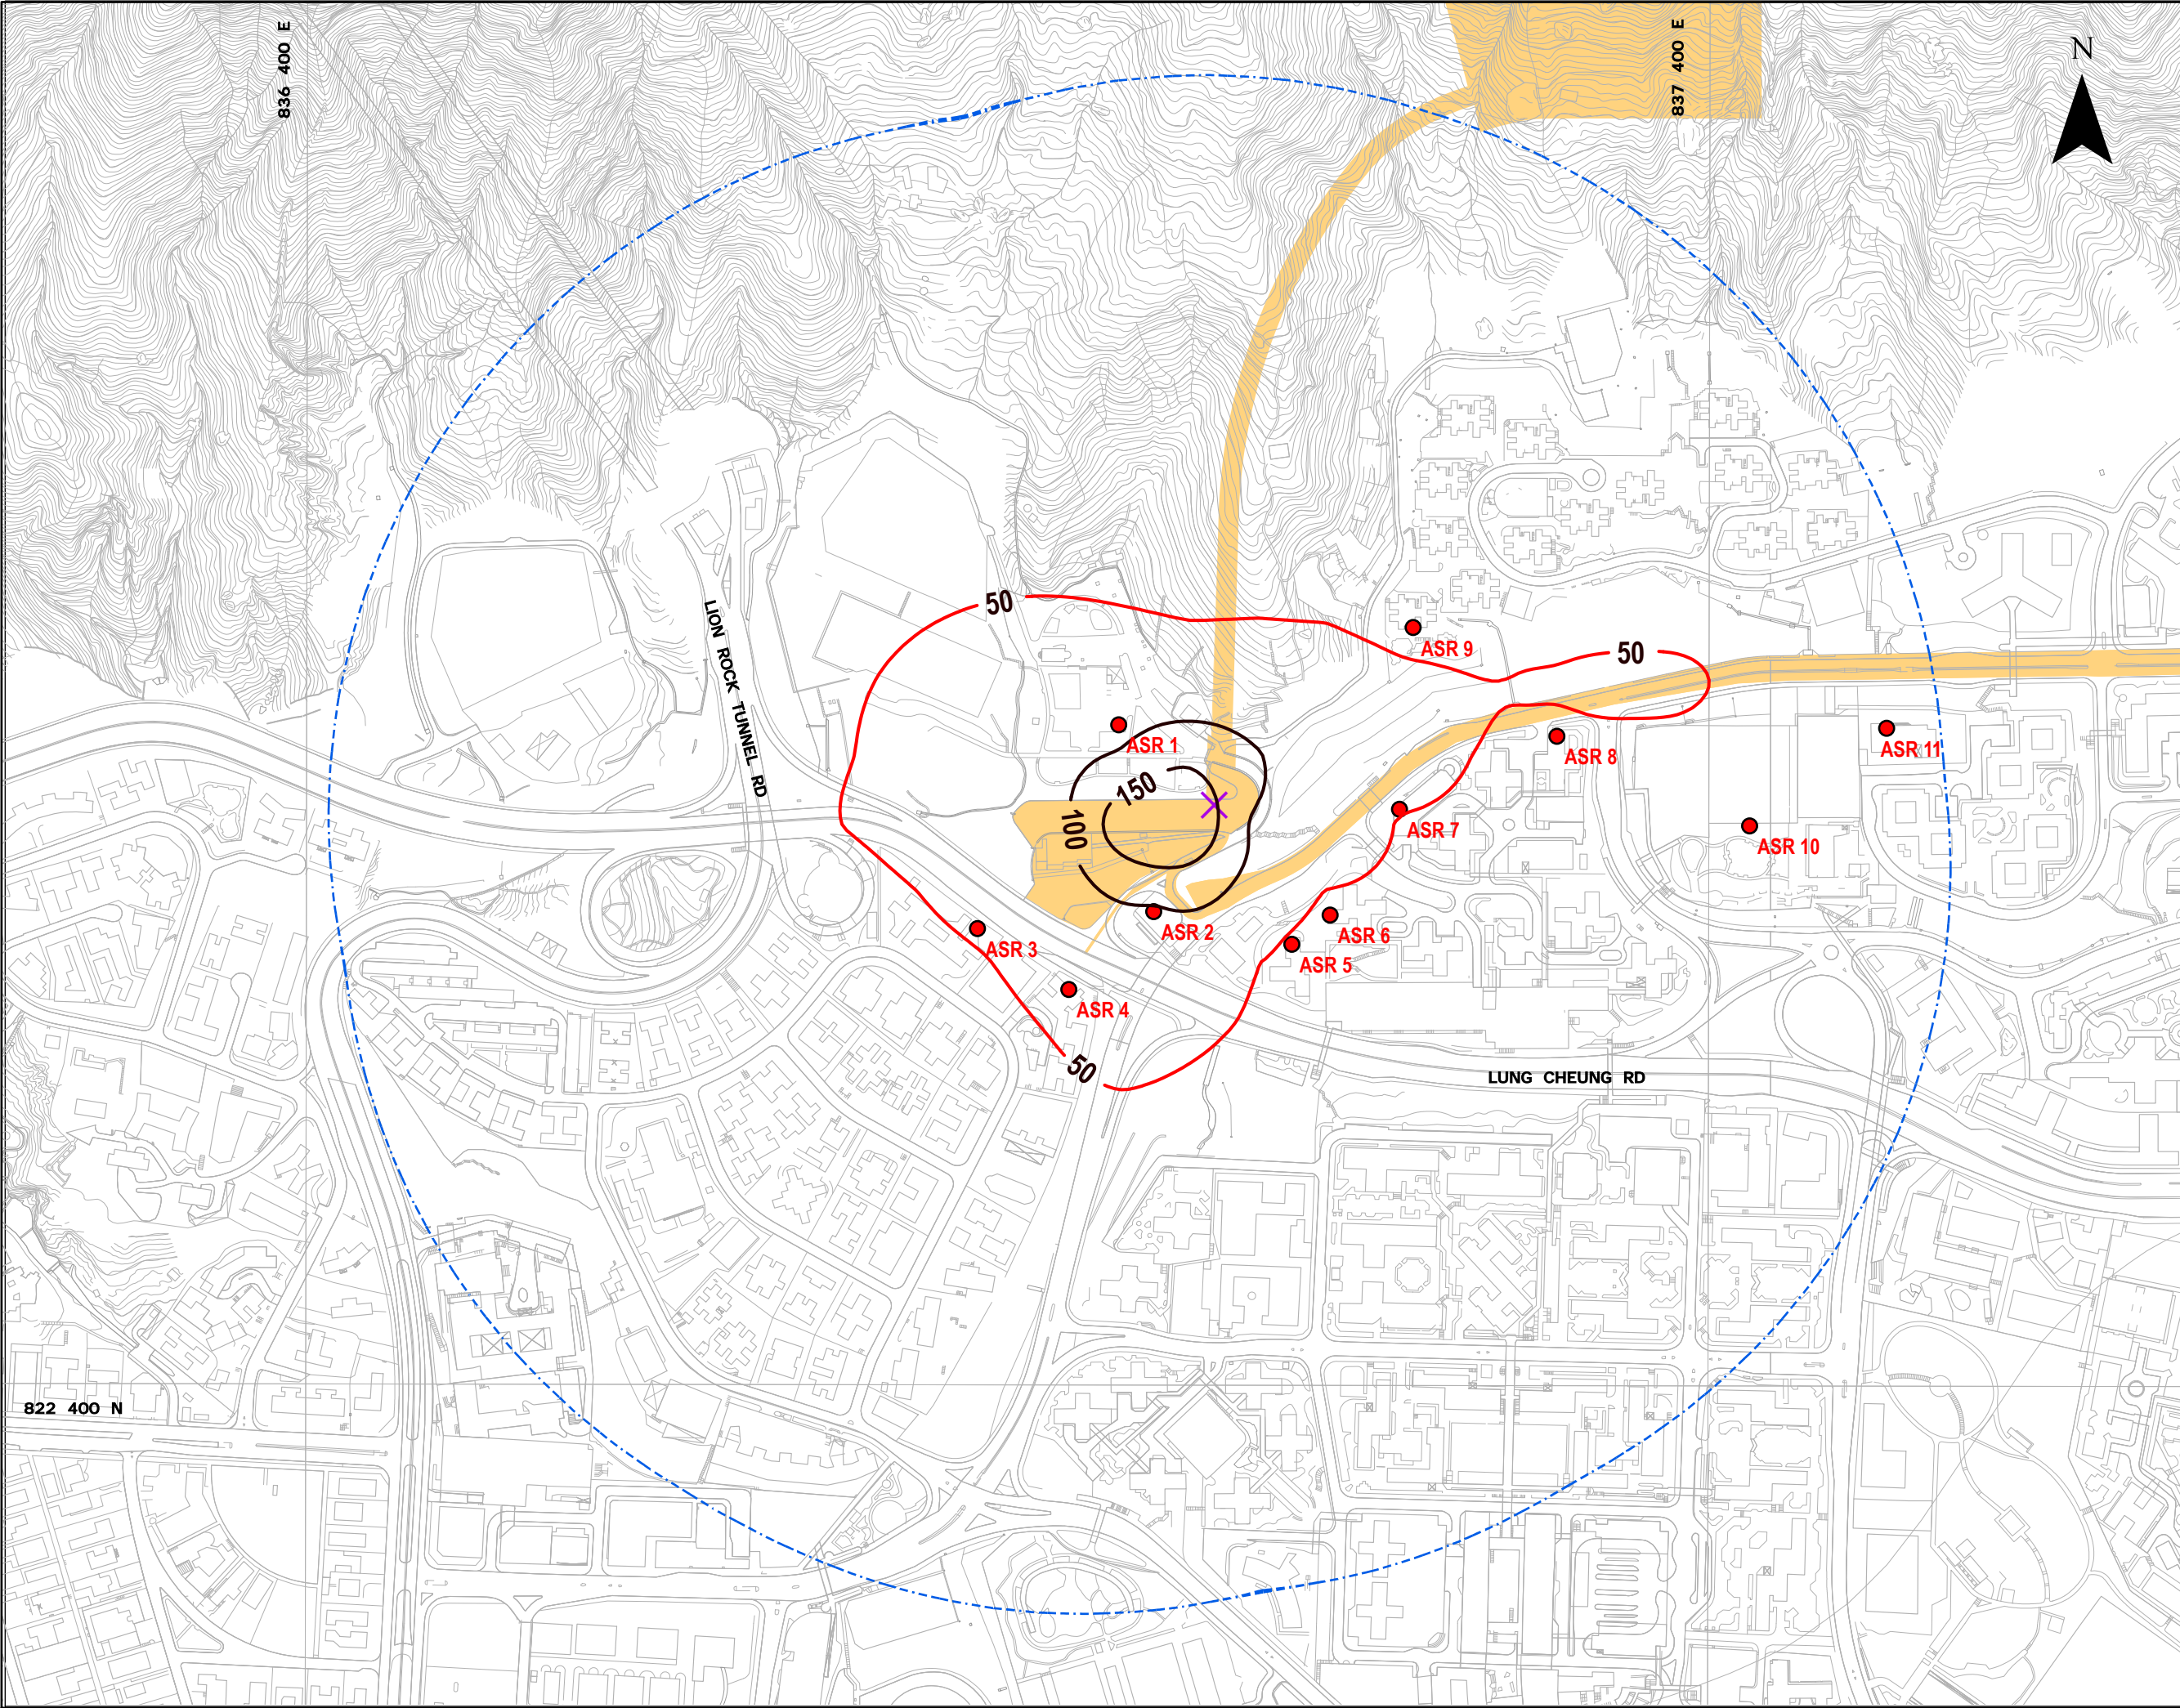 836 400 E
837 400 E
N
LION ROCK TUNNEL RD
50
50
ASR 9
ASR 1
ASR 8
ASR 11
150
100
ASR 7
ASR 10
ASR 2
ASR 3
ASR 6
ASR 5
ASR 4
50
LUNG CHEUNG RD
822 400 N